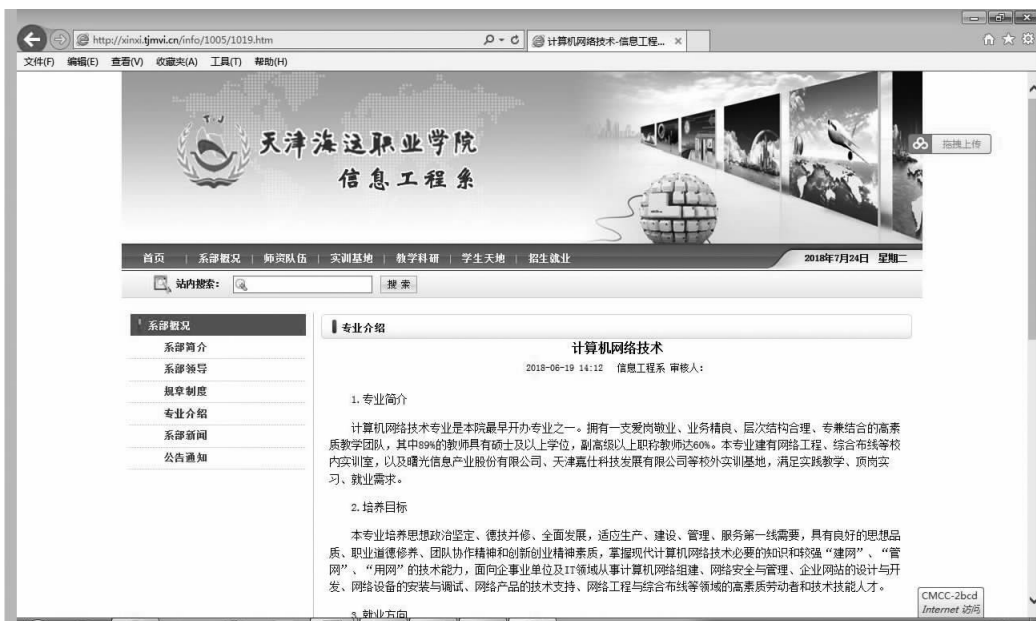 http://xinxi.tjmvi.cn/info/1005/1019.htm
计算机网络技术-信息工程... ×
文件(F) 编辑(E) 查看(V) 收藏夹(A) 工具(T) 帮助(H)
T·J
天津海运职业学院
信息工程系
拖拽上传
首页 | 系部概况 | 师资队伍 | 实训基地 | 教学科研 | 学生天地 | 招生就业
2018年7月24日 星期二
站内搜索:
搜索
系部概况
系部简介
系部领导
规章制度
专业介绍
系部新闻
公告通知
专业介绍
计算机网络技术
2018-06-19 14:12 信息工程系 审核人:
1.专业简介
计算机网络技术专业是本院最早开办专业之一。拥有一支爱岗敬业、业务精良、层次结构合理、专兼结合的高素
质教学团队，其中89%的教师具有硕士及以上学位，副高级以上职称教师达60%。本专业建有网络工程、综合布线等校
内实训室，以及曙光信息产业股份有限公司、天津嘉仕科技发展有限公司等校外实训基地，满足实践教学、顶岗实
习、就业需求。
2.培养目标
本专业培养思想政治坚定、德技并修、全面发展，适应生产、建设、管理、服务第一线需要，具有良好的思想品
质、职业道德修养、团队协作精神和创新创业精神素质，掌握现代计算机网络技术必要的知识和较强“建网”、“管
网”、“用网”的技术能力，面向企事业单位及IT领域从事计算机网络组建、网络安全与管理、企业网站的设计与开
发、网络设备的安装与调试、网络产品的技术支持、网络工程与综合布线等领域的高素质劳动者和技术技能人才。
3.就业方向
CMCC-2bcd
Internet 访问